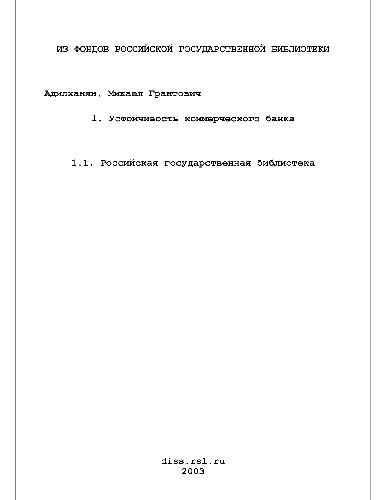 ИЗ ФОНДОВ РОССИЙСКОЙ ГОСУДАРСТВЕННОЙ БИБЛИОТЕКИ
Адилханян, Михаил Грантович
1. Устойчивость коммерческого банка
1.1. Российская государственная библиотека
diss.rsl.ru
2003